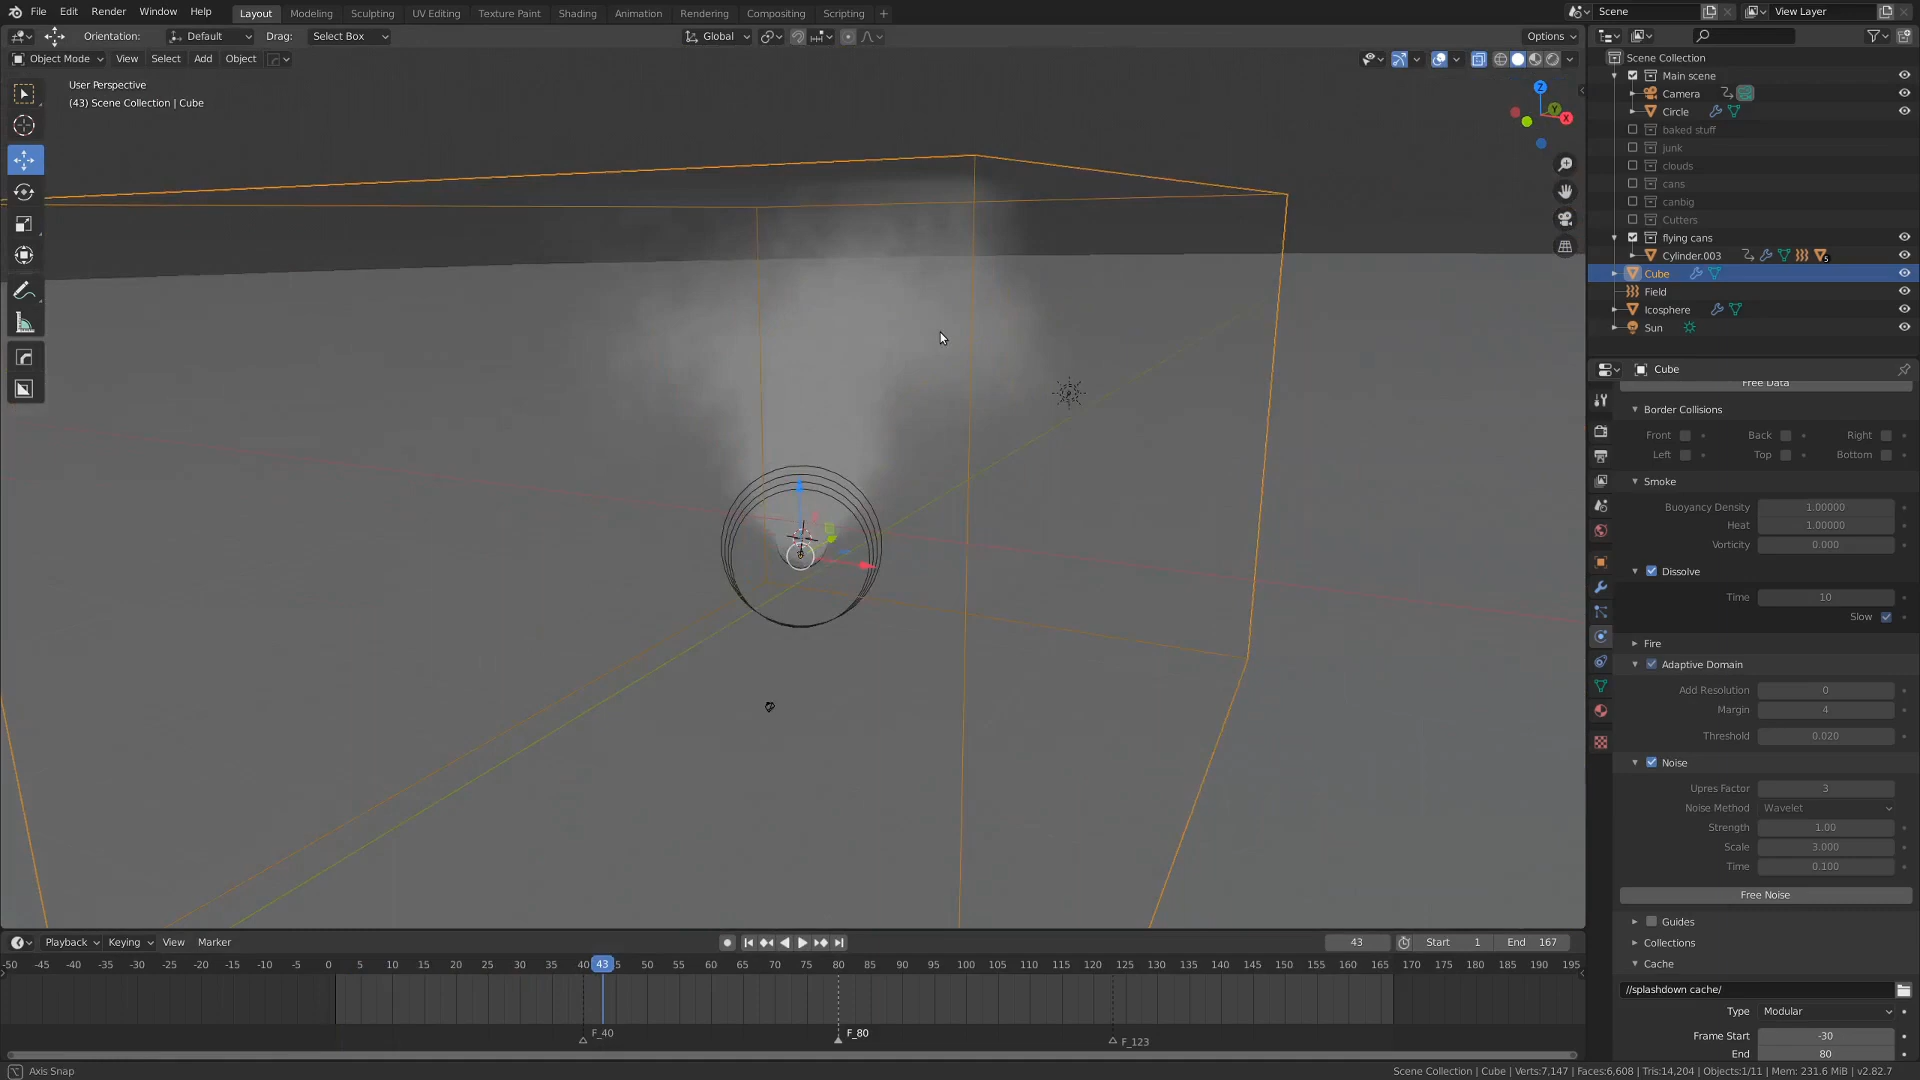 File Edit Render Window Help Layout Modeling Sculpting UV Editing Texture Paint Shading Animation Rendering Compositing Scripting + Scene View Layer
Orientation: Default Drag: Select Box Global Options
Object Mode View Select Add Object
User Perspective
(43) Scene Collection | Cube
Z
Y
X
Scene Collection
Main scene
Camera
Circle
baked stuff
junk
clouds
cans
canbig
Cutters
flying cans
Cylinder.003 5
Cube
Field
Icosphere
Sun
Cube
Free Data
Border Collisions
Front Back Right
Left Top Bottom
Smoke
Buoyancy Density 1.00000
Heat 1.00000
Vorticity 0.000
Dissolve
Time 10
Slow
Fire
Adaptive Domain
Add Resolution 0
Margin 4
Threshold 0.020
Noise
Upres Factor 3
Noise Method Wavelet
Strength 1.00
Scale 3.000
Time 0.100
Free Noise
Guides
Collections
Cache
//splashdown cache/
Type Modular
Frame Start -30
End 80
Playback Keying View Marker 43 Start 1 End 167
-50 -45 -40 -35 -30 -25 -20 -15 -10 -5 0 5 10 15 20 25 30 35 40 43 5 50 55 60 65 70 75 80 85 90 95 100 105 110 115 120 125 130 135 140 145 150 155 160 165 170 175 180 185 190 195
F_40 F_80 F_123
Axis Snap Scene Collection | Cube | Verts:7,147 | Faces:6,608 | Tris:14,204 | Objects:1/11 | Mem: 231.6 MiB | v2.82.7